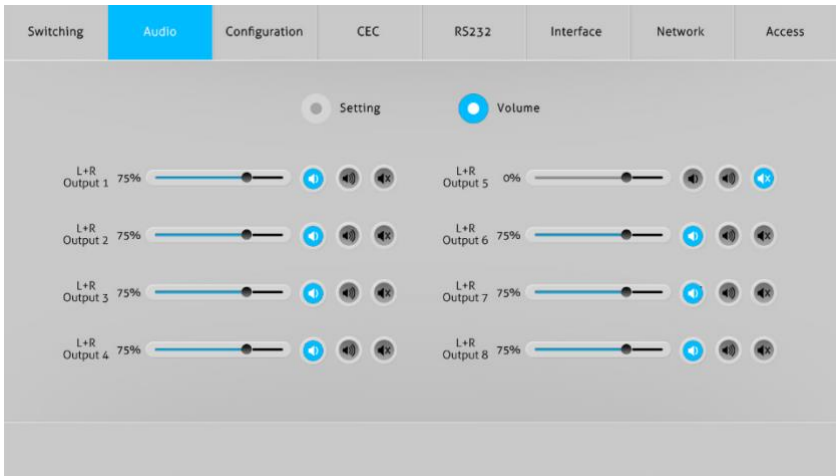 Switching Audio Configuration CEC RS232 Interface Network Access
Setting Volume
L+R
Output 1 75%
L+R
Output 2 75%
L+R
Output 3 75%
L+R
Output 4 75%
L+R
Output 5 0%
L+R
Output 6 75%
L+R
Output 7 75%
L+R
Output 8 75%